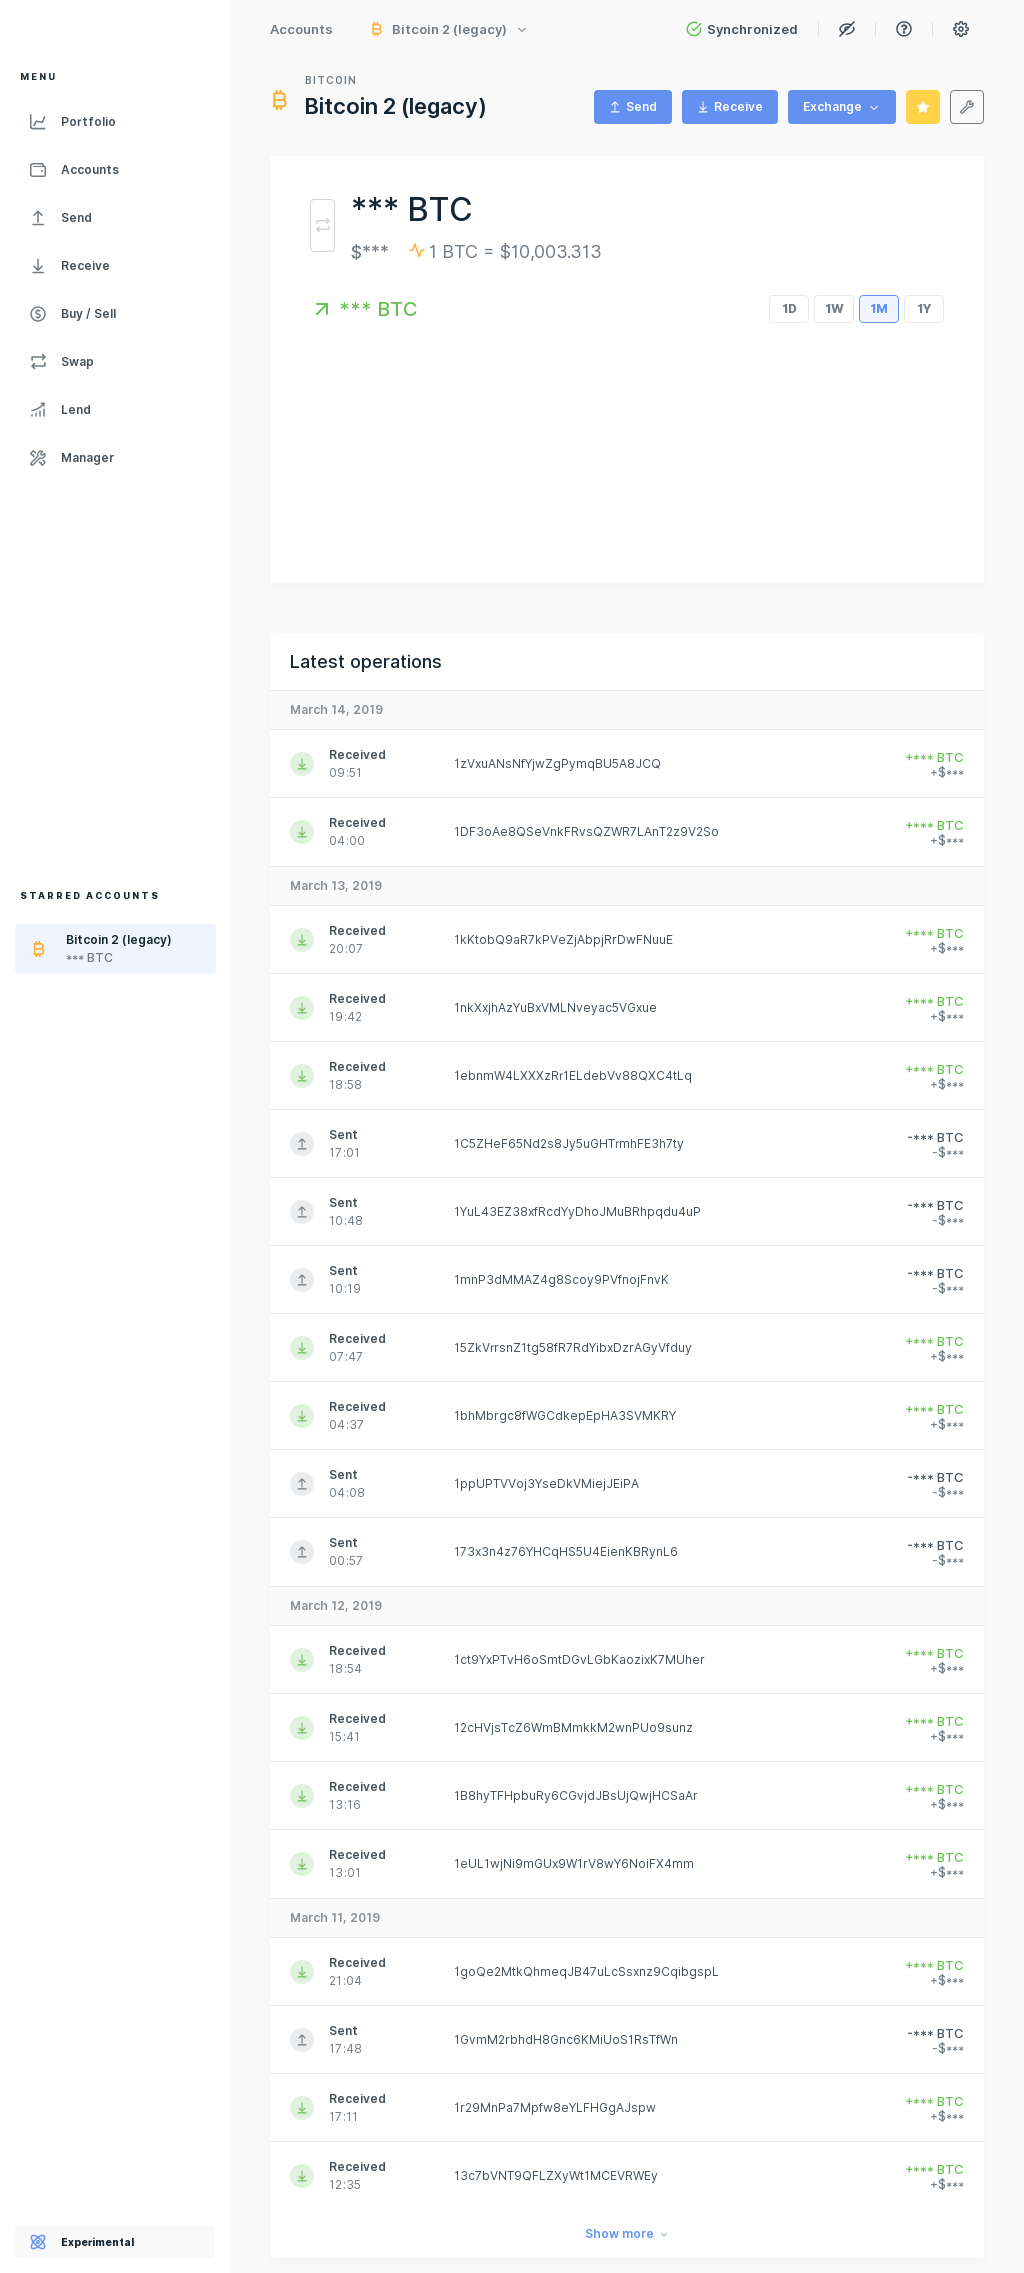 Accounts
Bitcoin 2 (legacy)
Synchronized
MENU
Portfolio
Accounts
Send
Receive
Buy / Sell
Swap
Lend
Manager
STARRED ACCOUNTS
Bitcoin 2 (legacy)
*** BTC
Experimental
BITCOIN
Bitcoin 2 (legacy)
Send
Receive
Exchange
*** BTC
$*** 1 BTC = $10,003.313
*** BTC
1D 1W 1M 1Y
Latest operations
March 14, 2019
Received
09:51
1zVxuANsNfYjwZgPymqBU5A8JCQ
+*** BTC
+$***
Received
04:00
1DF3oAe8QSeVnkFRvsQZWR7LAnT2z9V2So
+*** BTC
+$***
March 13, 2019
Received
20:07
1kKtobQ9aR7kPVeZjAbpjRrDwFNuuE
+*** BTC
+$***
Received
19:42
1nkXxjhAzYuBxVMLNveyac5VGxue
+*** BTC
+$***
Received
18:58
1ebnmW4LXXXzRr1ELdebVv88QXC4tLq
+*** BTC
+$***
Sent
17:01
1C5ZHeF65Nd2s8Jy5uGHTrmhFE3h7ty
-*** BTC
-$***
Sent
10:48
1YuL43EZ38xfRcdYyDhoJMuBRhpqdu4uP
-*** BTC
-$***
Sent
10:19
1mnP3dMMAZ4g8Scoy9PVfnojFnvK
-*** BTC
-$***
Received
07:47
15ZkVrrsnZ1tg58fR7RdYibxDzrAGyVfduy
+*** BTC
+$***
Received
04:37
1bhMbrgc8fWGCdkepEpHA3SVMKRY
+*** BTC
+$***
Sent
04:08
1ppUPTVVoj3YseDkVMiejJEiPA
-*** BTC
-$***
Sent
00:57
173x3n4z76YHCqHS5U4EienKBRynL6
-*** BTC
-$***
March 12, 2019
Received
18:54
1ct9YxPTvH6oSmtDGvLGbKaozixK7MUher
+*** BTC
+$***
Received
15:41
12cHVjsTcZ6WmBMmkkM2wnPUo9sunz
+*** BTC
+$***
Received
13:16
1B8hyTFHpbuRy6CGvjdJBsUjQwjHCSaAr
+*** BTC
+$***
Received
13:01
1eUL1wjNi9mGUx9W1rV8wY6NoiFX4mm
+*** BTC
+$***
March 11, 2019
Received
21:04
1goQe2MtkQhmeqJB47uLcSsxnz9CqibgspL
+*** BTC
+$***
Sent
17:48
1GvmM2rbhdH8Gnc6KMiUoS1RsTfWn
-*** BTC
-$***
Received
17:11
1r29MnPa7Mpfw8eYLFHGgAJspw
+*** BTC
+$***
Received
12:35
13c7bVNT9QFLZXyWt1MCEVRWEy
+*** BTC
+$***
Show more